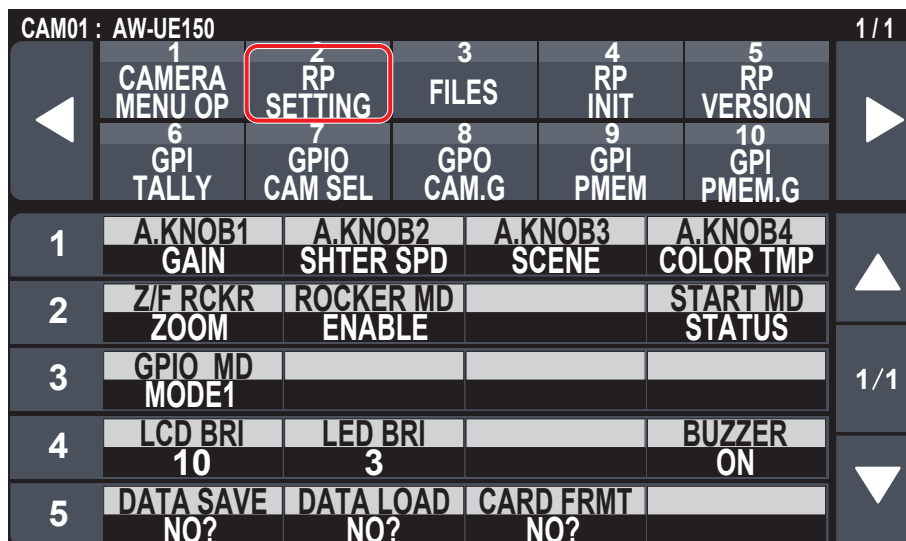 CAM01 : AW-UE150 1 / 1
1 2 3 4 5
CAMERA MENU OP RP SETTING FILES RP INIT RP VERSION
6 7 8 9 10
GPI TALLY GPIO CAM SEL GPO CAM.G GPI PMEM GPI PMEM.G
1 A.KNOB1 A.KNOB2 A.KNOB3 A.KNOB4
GAIN SHTER SPD SCENE COLOR TMP
2 Z/F RCKR ROCKER MD START MD
ZOOM ENABLE STATUS
3 GPIO MD 1/1
MODE1
4 LCD BRI LED BRI BUZZER
10 3 ON
5 DATA SAVE DATA LOAD CARD FRMT
NO? NO? NO?